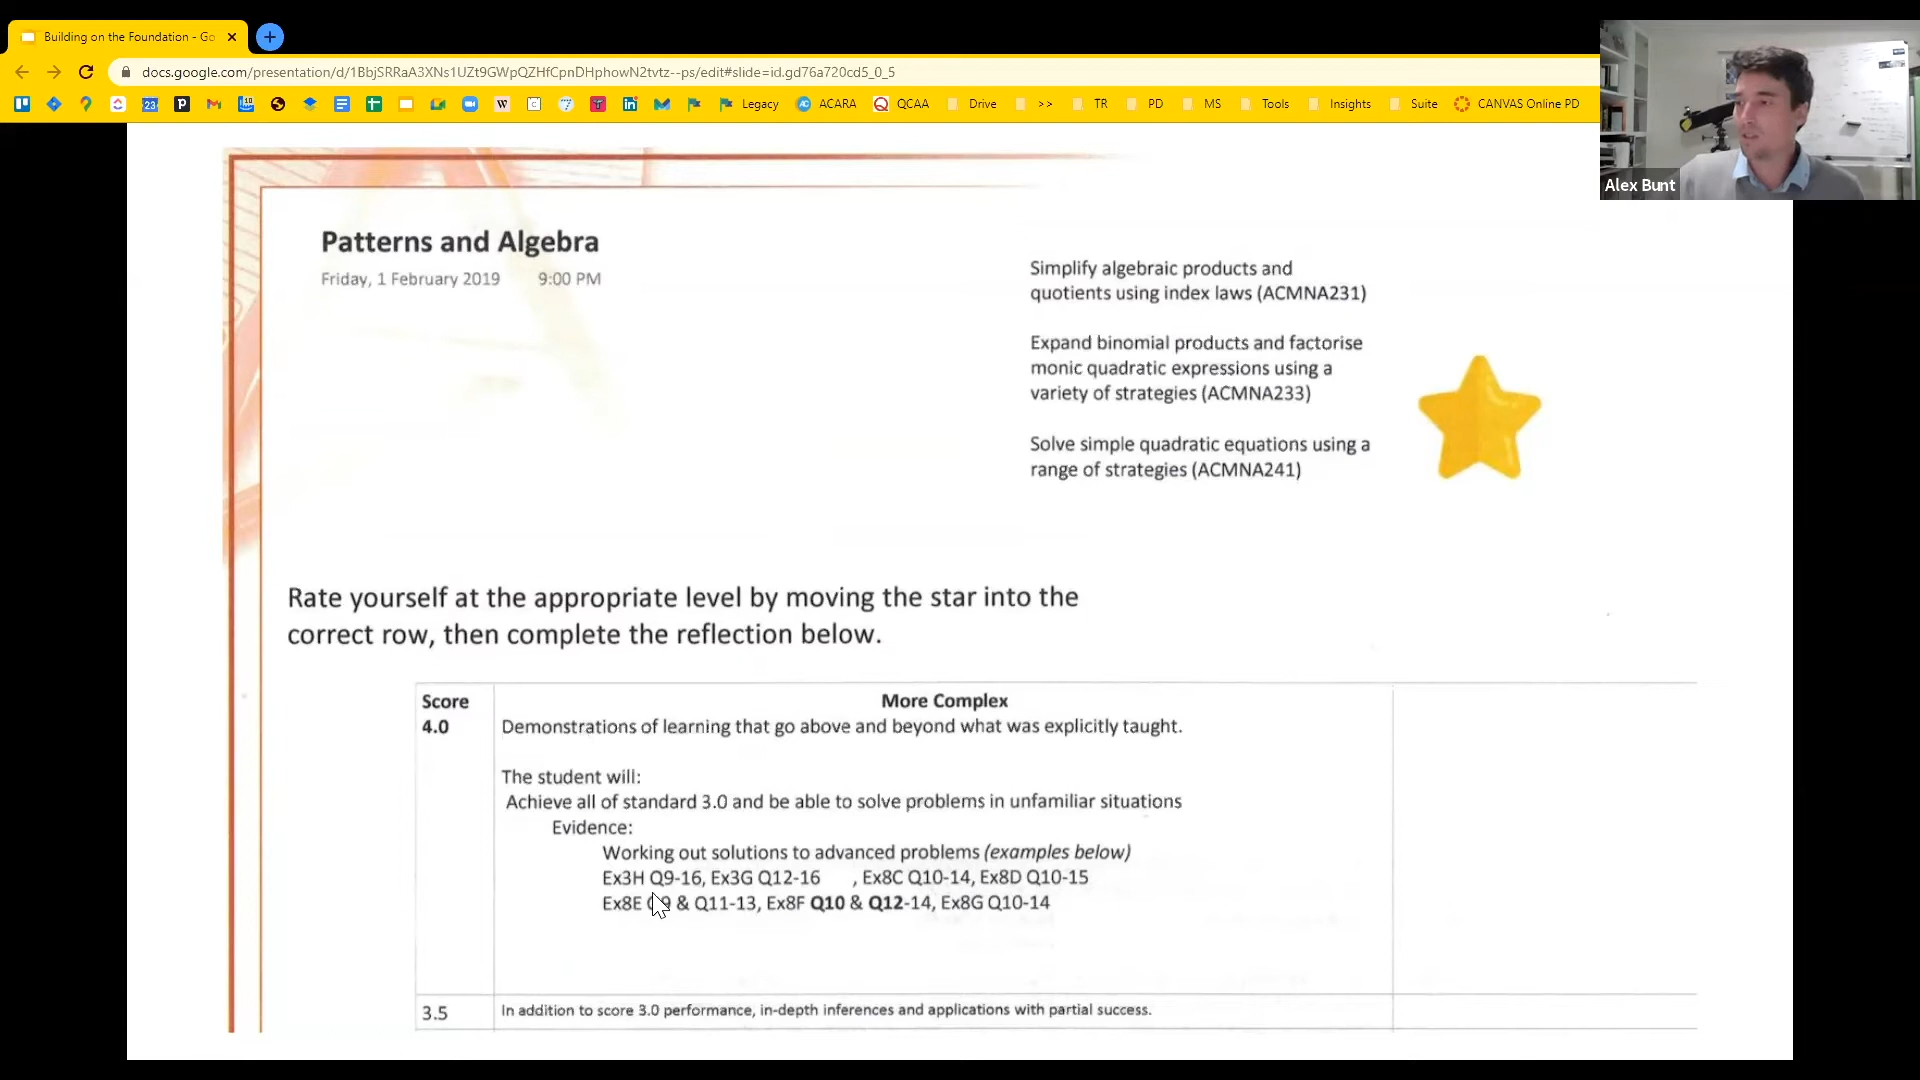 Building on the Foundation - Go
docs.google.com/presentation/d/1BbjSRRaA3XNs1UZt9GWpQZHfCpnDHphowN2tvtz--ps/edit#slide=id.gd76a720cd5_0_5
Legacy ACARA QCAA Drive >> TR PD MS Tools Insights Suite CANVAS Online PD
Alex Bunt
Patterns and Algebra
Friday, 1 February 2019 9:00 PM
Simplify algebraic products and
quotients using index laws (ACMNA231)
Expand binomial products and factorise
monic quadratic expressions using a
variety of strategies (ACMNA233)
Solve simple quadratic equations using a
range of strategies (ACMNA241)
Rate yourself at the appropriate level by moving the star into the
correct row, then complete the reflection below.
Score More Complex
4.0 Demonstrations of learning that go above and beyond what was explicitly taught.
The student will:
Achieve all of standard 3.0 and be able to solve problems in unfamiliar situations
Evidence:
Working out solutions to advanced problems (examples below)
Ex3H Q9-16, Ex3G Q12-16 , Ex8C Q10-14, Ex8D Q10-15
Ex8E Q9 & Q11-13, Ex8F Q10 & Q12-14, Ex8G Q10-14
3.5 In addition to score 3.0 performance, in-depth inferences and applications with partial success.